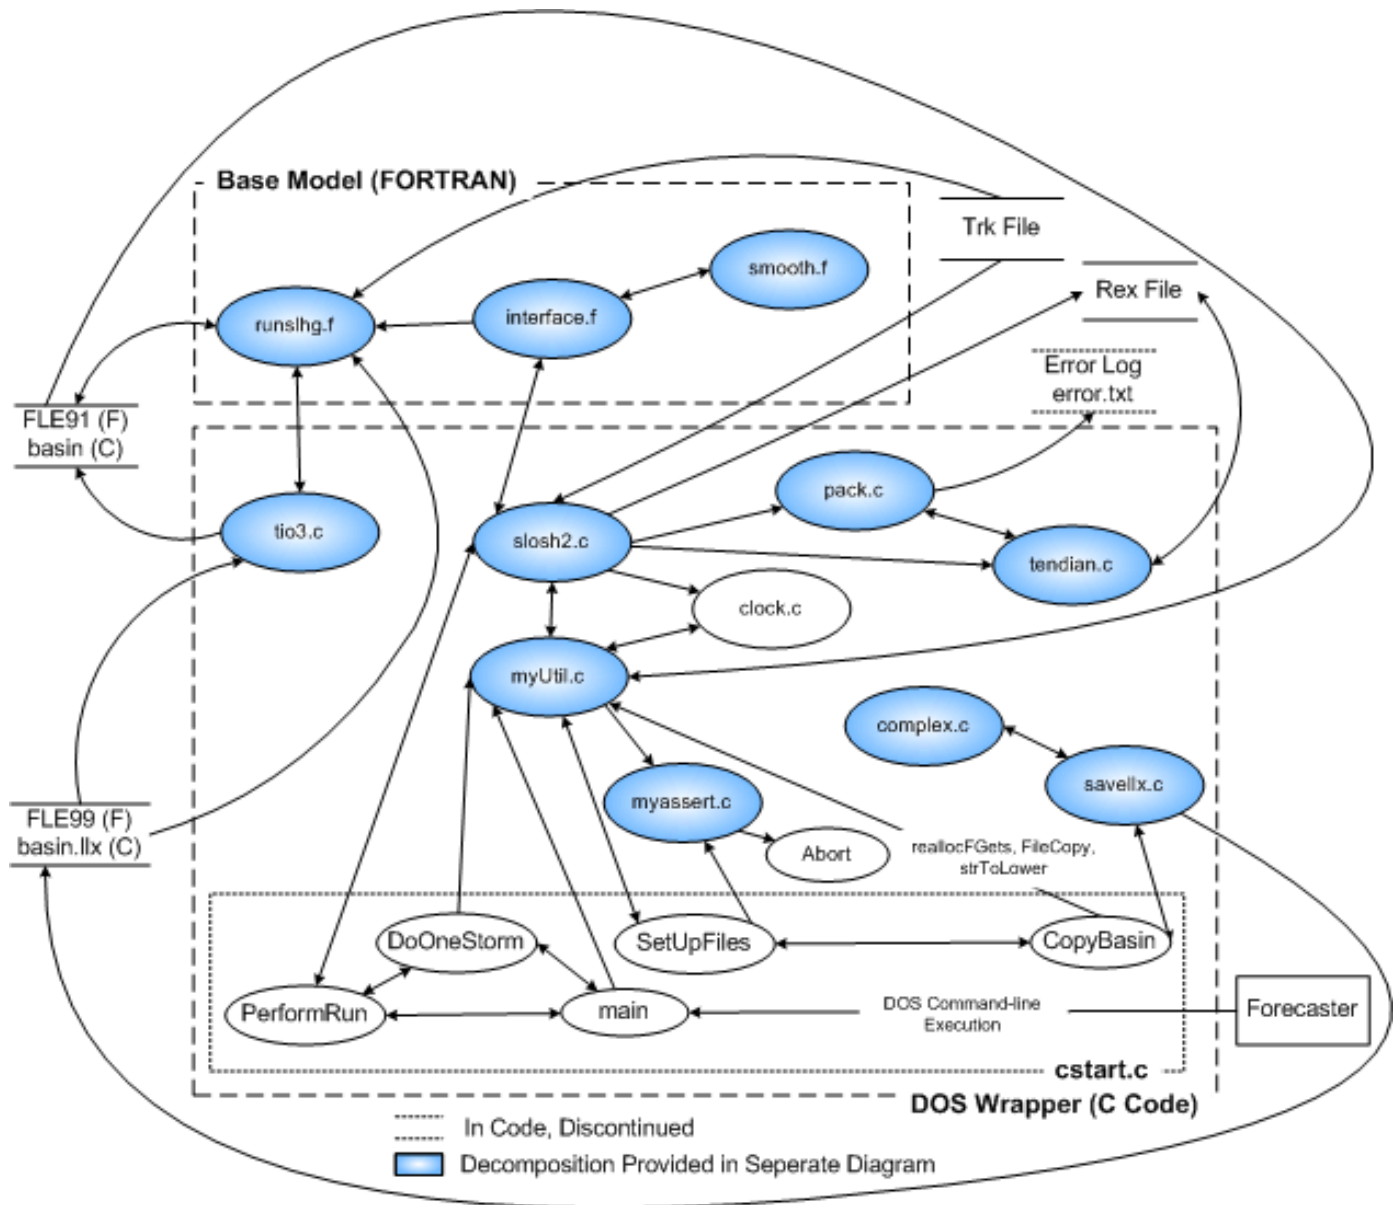 Base Model (FORTRAN)
Trk File
smooth.f
Rex File
runslhg.f
interface.f
Error Log
error.txt
FLE91 (F)
basin (C)
pack.c
tio3.c
slosh2.c
tendian.c
clock.c
myUtil.c
complex.c
savellx.c
myassert.c
FLE99 (F)
basin.llx (C)
Abort
reallocFGets, FileCopy,
strToLower
DoOneStorm
SetUpFiles
CopyBasin
PerformRun
main
DOS Command-line
Execution
Forecaster
cstart.c
DOS Wrapper (C Code)
In Code, Discontinued
Decomposition Provided in Seperate Diagram